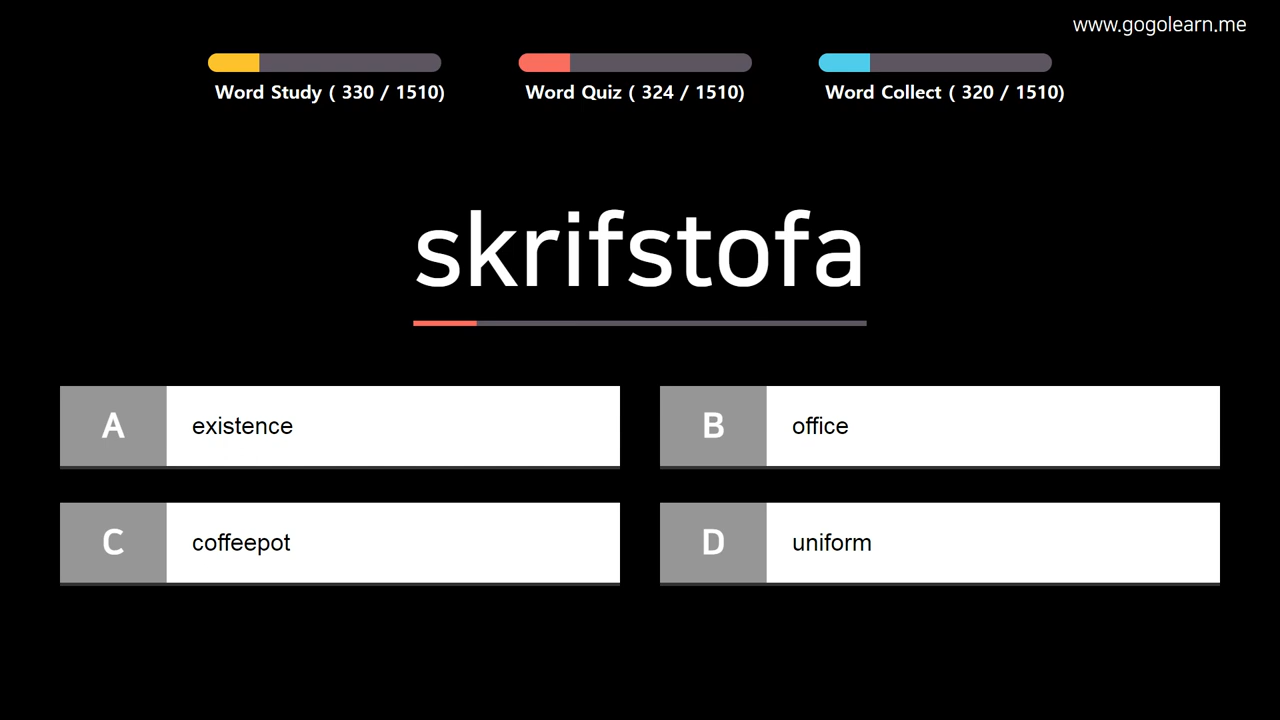 www.gogolearn.me
Word Study ( 330 / 1510)
Word Quiz ( 324 / 1510)
Word Collect ( 320 / 1510)
skrifstofa
A
existence
B
office
C
coffeepot
D
uniform